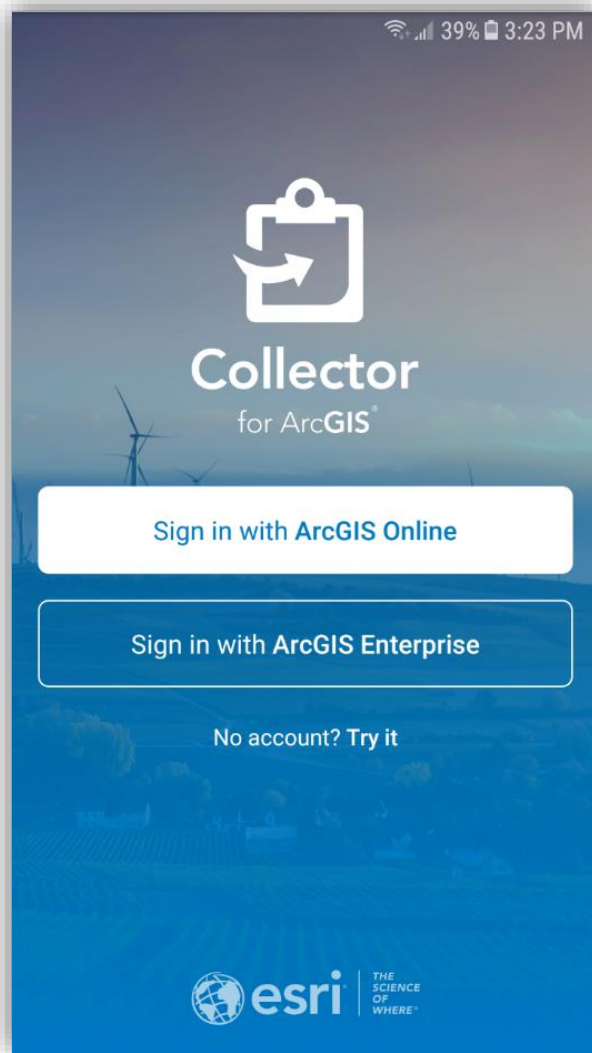 39% 3:23 PM
Collector
for ArcGIS®
Sign in with ArcGIS Online
Sign in with ArcGIS Enterprise
No account? Try it
esri
THE
SCIENCE
OF
WHERE®